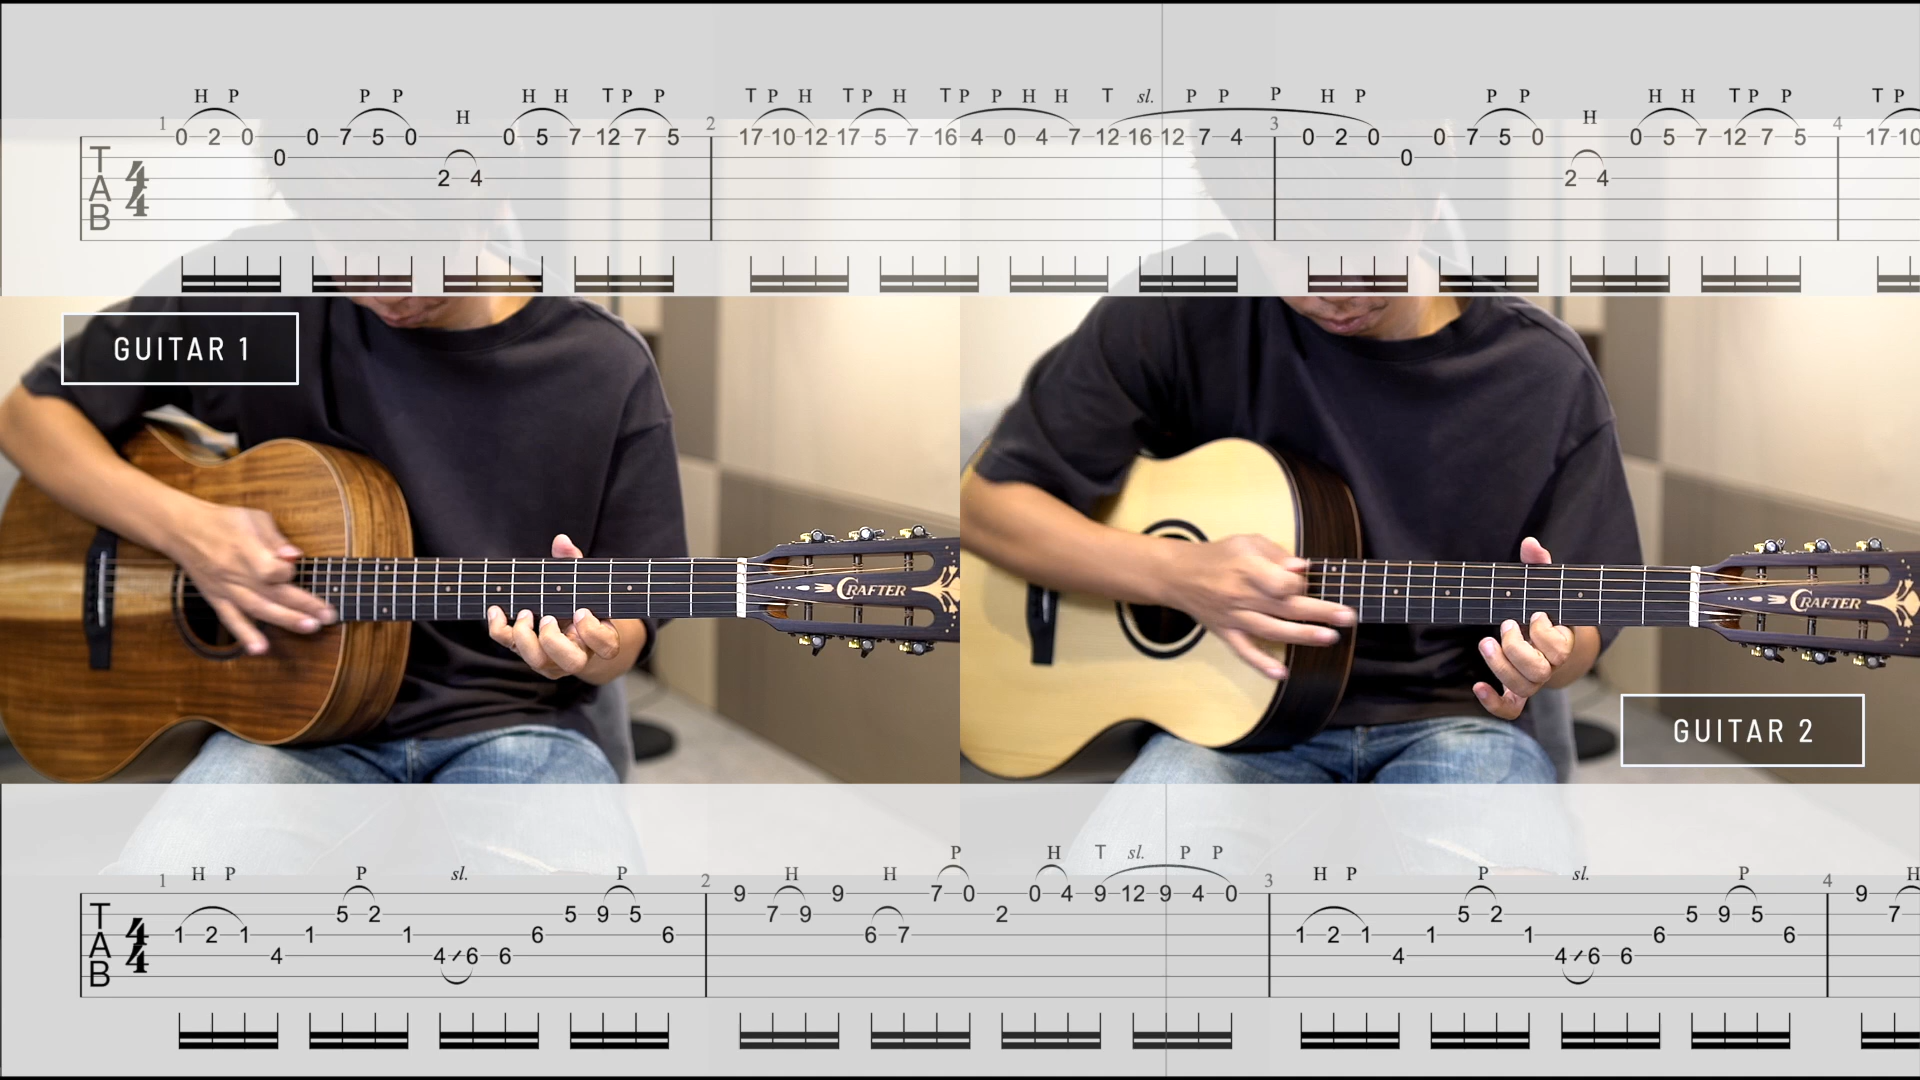 H P P P H H H T P P T P H T P H T P P H H T sl. P P P H P P P H H H T P P T P
1 0 2 0 0 0 7 5 0 2 4 0 5 7 12 7 5 2 17 10 12 17 5 7 16 4 0 4 7 12 16 12 7 4 3 0 2 0 0 0 7 5 0 2 4 0 5 7 12 7 5 4 17 10
TAB 4/4
GUITAR 1
CRAFTER
CRAFTER
GUITAR 2
H P P sl. P H H P H T sl. P P H P P sl. P H
1 1 2 1 4 1 5 2 1 4 6 6 6 5 9 5 6 2 9 7 9 9 6 7 7 0 2 0 4 9 12 9 4 0 3 1 2 1 4 1 5 2 1 4 6 6 6 5 9 5 6 4 9 7
TAB 4/4